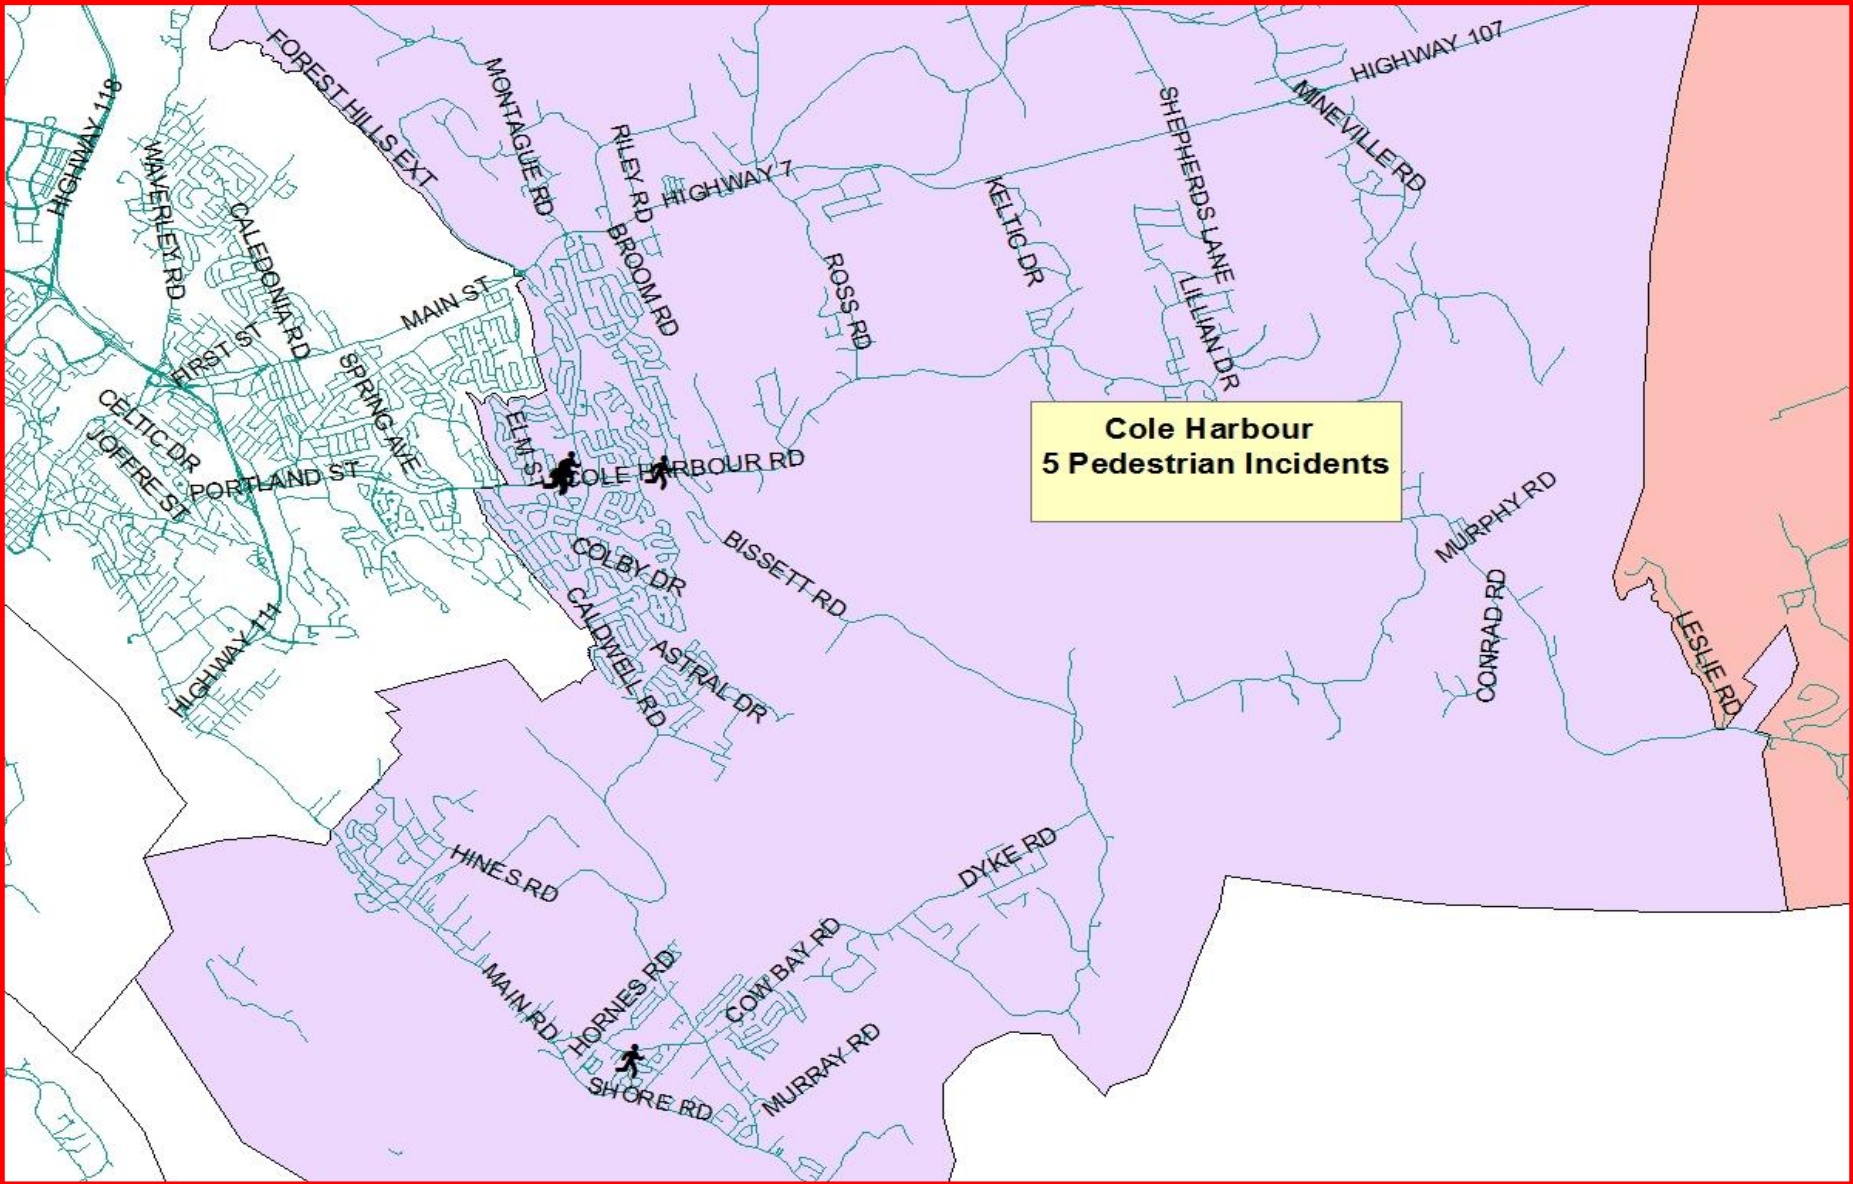 FOREST HILLS EXT
MONTAGUE RD
HIGHWAY 107
HIGHWAY 118
MINEVILLE RD
SHEPHERDS LANE
RILEY RD
WAVERLEY RD
HIGHWAY 7
KELTIC DR
CALEDONIA RD
BROOM RD
ROSS RD
MAIN ST
LILLIAN DR
FIRST ST
SPRING AVE
CELTIC DR
JOFFRE ST
ELM ST
Cole Harbour
5 Pedestrian Incidents
PORTLAND ST
COLE HARBOUR RD
MURPHY RD
BISSETT RD
COLBY DR
CONRAD RD
CALDWELL RD
HIGHWAY 111
LESLIE RD
ASTRAL DR
HINES RD
DYKE RD
COW BAY RD
MAIN RD
HORNES RD
MURRAY RD
SHORE RD